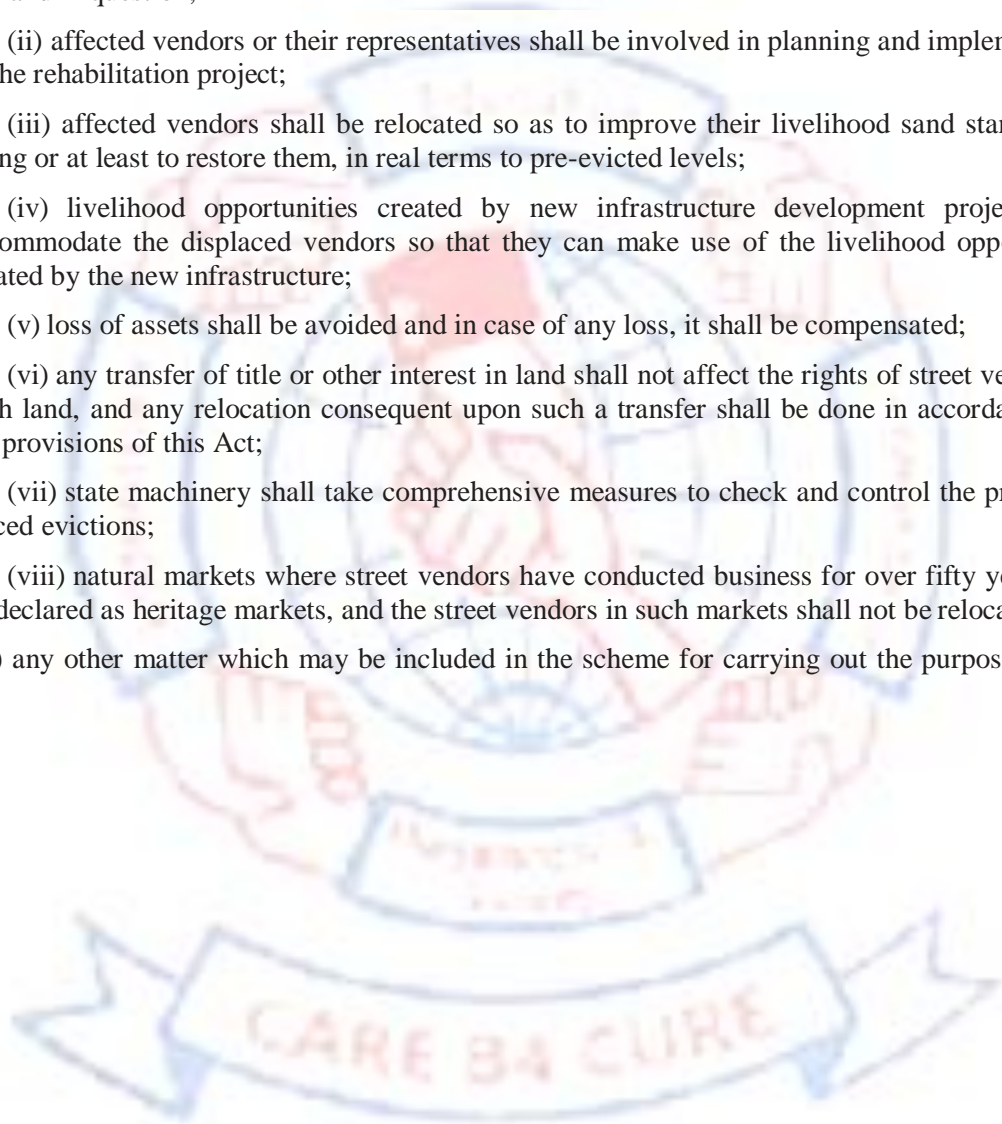 (ii) affected vendors or their representatives shall be involved in planning and implem
he rehabilitation project;
(iii) affected vendors shall be relocated so as to improve their livelihood sand stan
ng or at least to restore them, in real terms to pre-evicted levels;
(iv) livelihood opportunities created by new infrastructure development proje
ommodate the displaced vendors so that they can make use of the livelihood opp
ated by the new infrastructure;
(v) loss of assets shall be avoided and in case of any loss, it shall be compensated;
(vi) any transfer of title or other interest in land shall not affect the rights of street ve
h land, and any relocation consequent upon such a transfer shall be done in accorda
provisions of this Act;
(vii) state machinery shall take comprehensive measures to check and control the pr
ced evictions;
(viii) natural markets where street vendors have conducted business for over fifty ye
declared as heritage markets, and the street vendors in such markets shall not be reloca
) any other matter which may be included in the scheme for carrying out the purpos
CARE B4 CURE